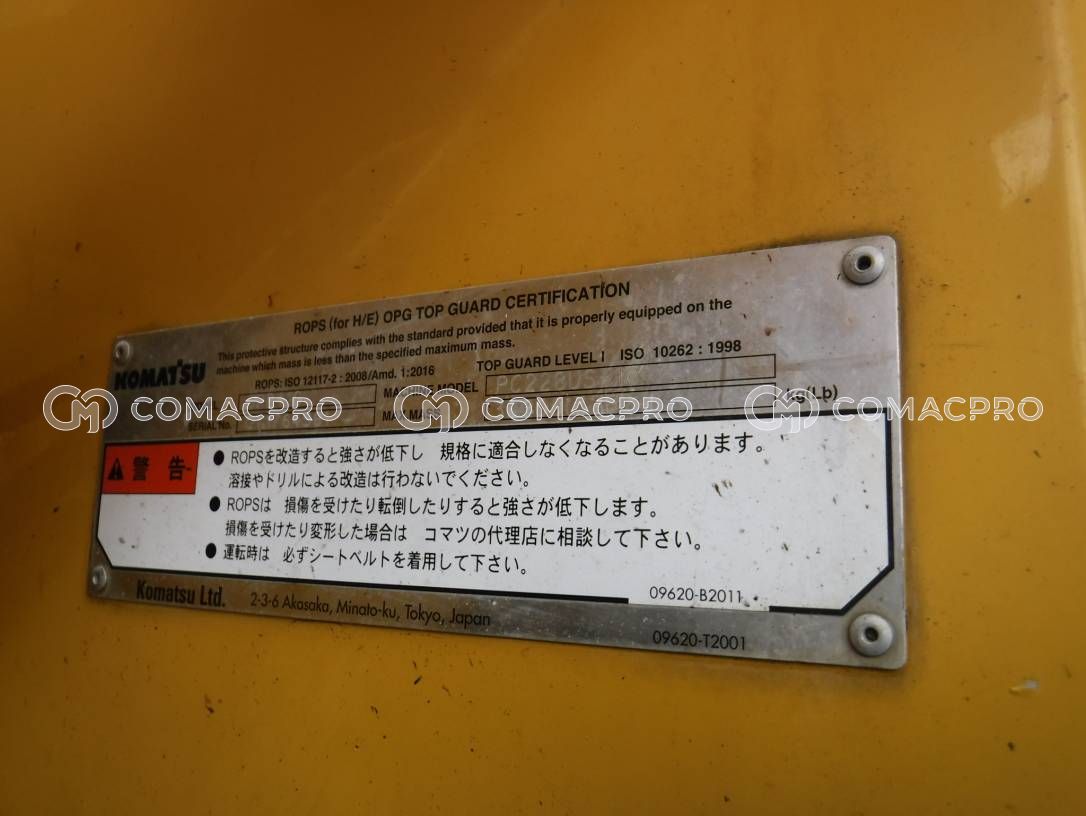 ROPS (for H/E) OPG TOP GUARD CERTIFICATION
This protective structure complies with the standard provided that it is properly equipped on the
machine which mass is less than the specified maximum mass.
KOMATSU
ROPS: ISO 12117-2 : 2008/Amd. 1:2016
TOP GUARD LEVEL I ISO 10262 : 1998
MACHINE MODEL
SERIAL No.
MAX MASS
kg(Lb)
COMACPRO COMACPRO COMACPRO
警告
● ROPSを改造すると強さが低下し 規格に適合しなくなることがあります。
溶接やドリルによる改造は行わないでください。
● ROPSは 損傷を受けたり転倒したりすると強さが低下します。
損傷を受けたり変形した場合は コマツの代理店に相談して下さい。
● 運転時は 必ずシートベルトを着用して下さい。
09620-B2011
Komatsu Ltd. 2-3-6 Akasaka, Minato-ku, Tokyo, Japan
09620-T2001